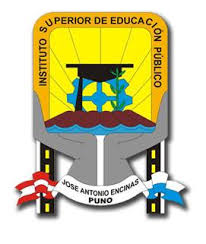 INSTITUTO SUPERIOR DE EDUCACIÓN PÚBLICO
JOSE ANTONIO ENCINAS
PUNO